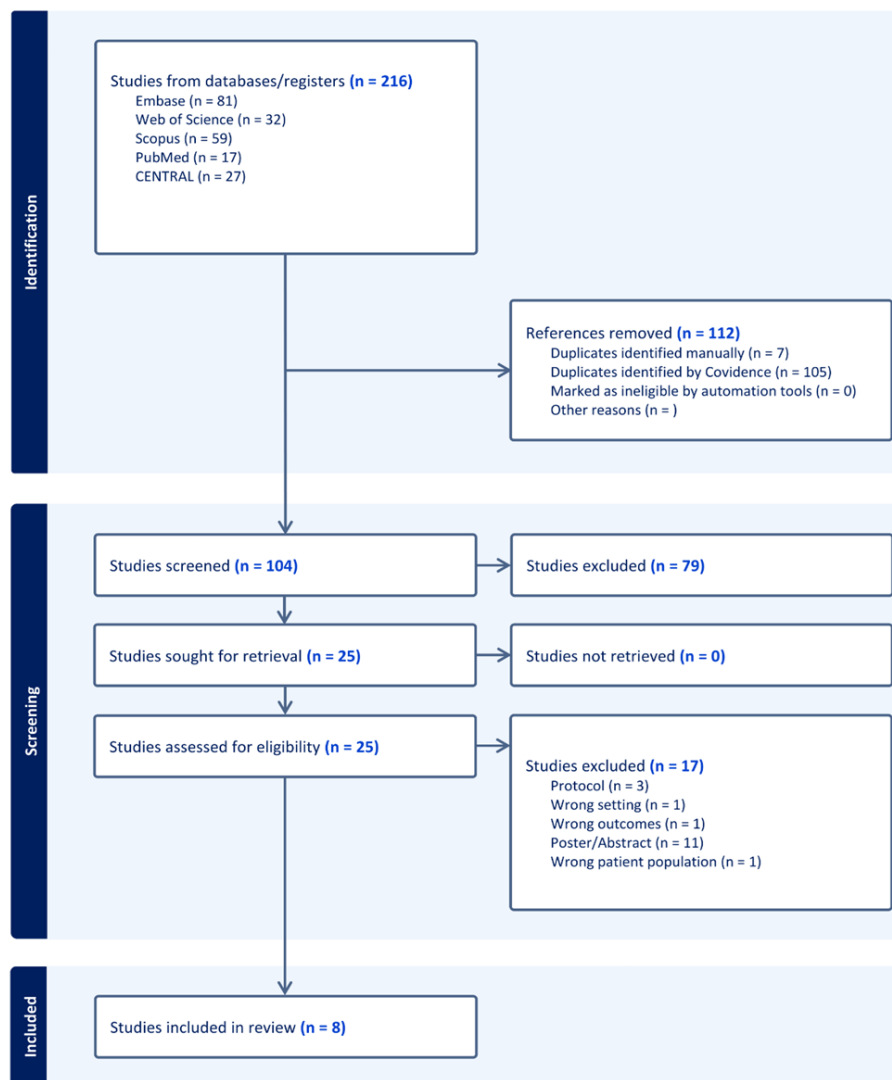 Identification
Studies from databases/registers (n = 216)
Embase (n = 81)
Web of Science (n = 32)
Scopus (n = 59)
PubMed (n = 17)
CENTRAL (n = 27)
References removed (n = 112)
Duplicates identified manually (n = 7)
Duplicates identified by Covidence (n = 105)
Marked as ineligible by automation tools (n = 0)
Other reasons (n = )
Screening
Studies screened (n = 104)
Studies excluded (n = 79)
Studies sought for retrieval (n = 25)
Studies not retrieved (n = 0)
Studies assessed for eligibility (n = 25)
Studies excluded (n = 17)
Protocol (n = 3)
Wrong setting (n = 1)
Wrong outcomes (n = 1)
Poster/Abstract (n = 11)
Wrong patient population (n = 1)
Included
Studies included in review (n = 8)